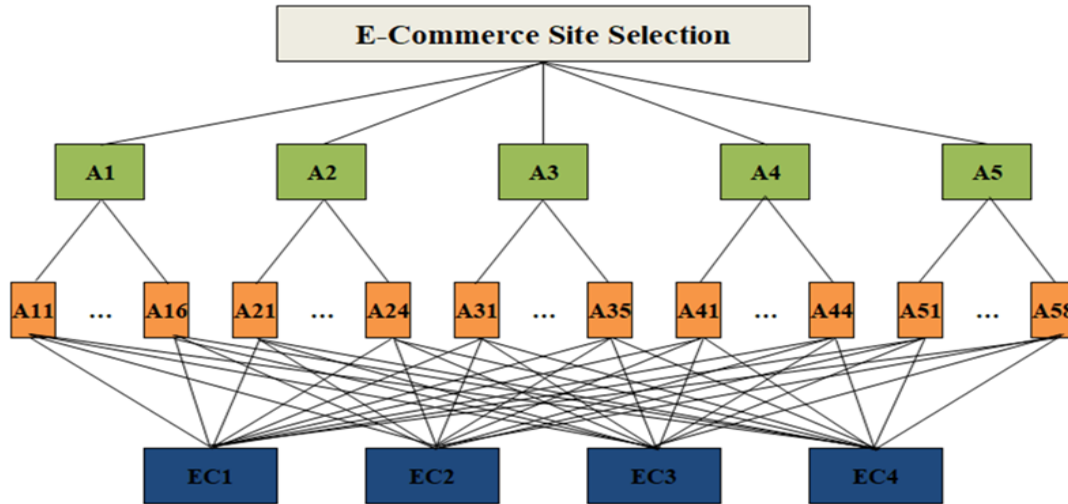 E-Commerce Site Selection
A1 A2 A3 A4 A5
A11 ... A16 A21 ... A24 A31 ... A35 A41 ... A44 A51 ... A58
EC1 EC2 EC3 EC4